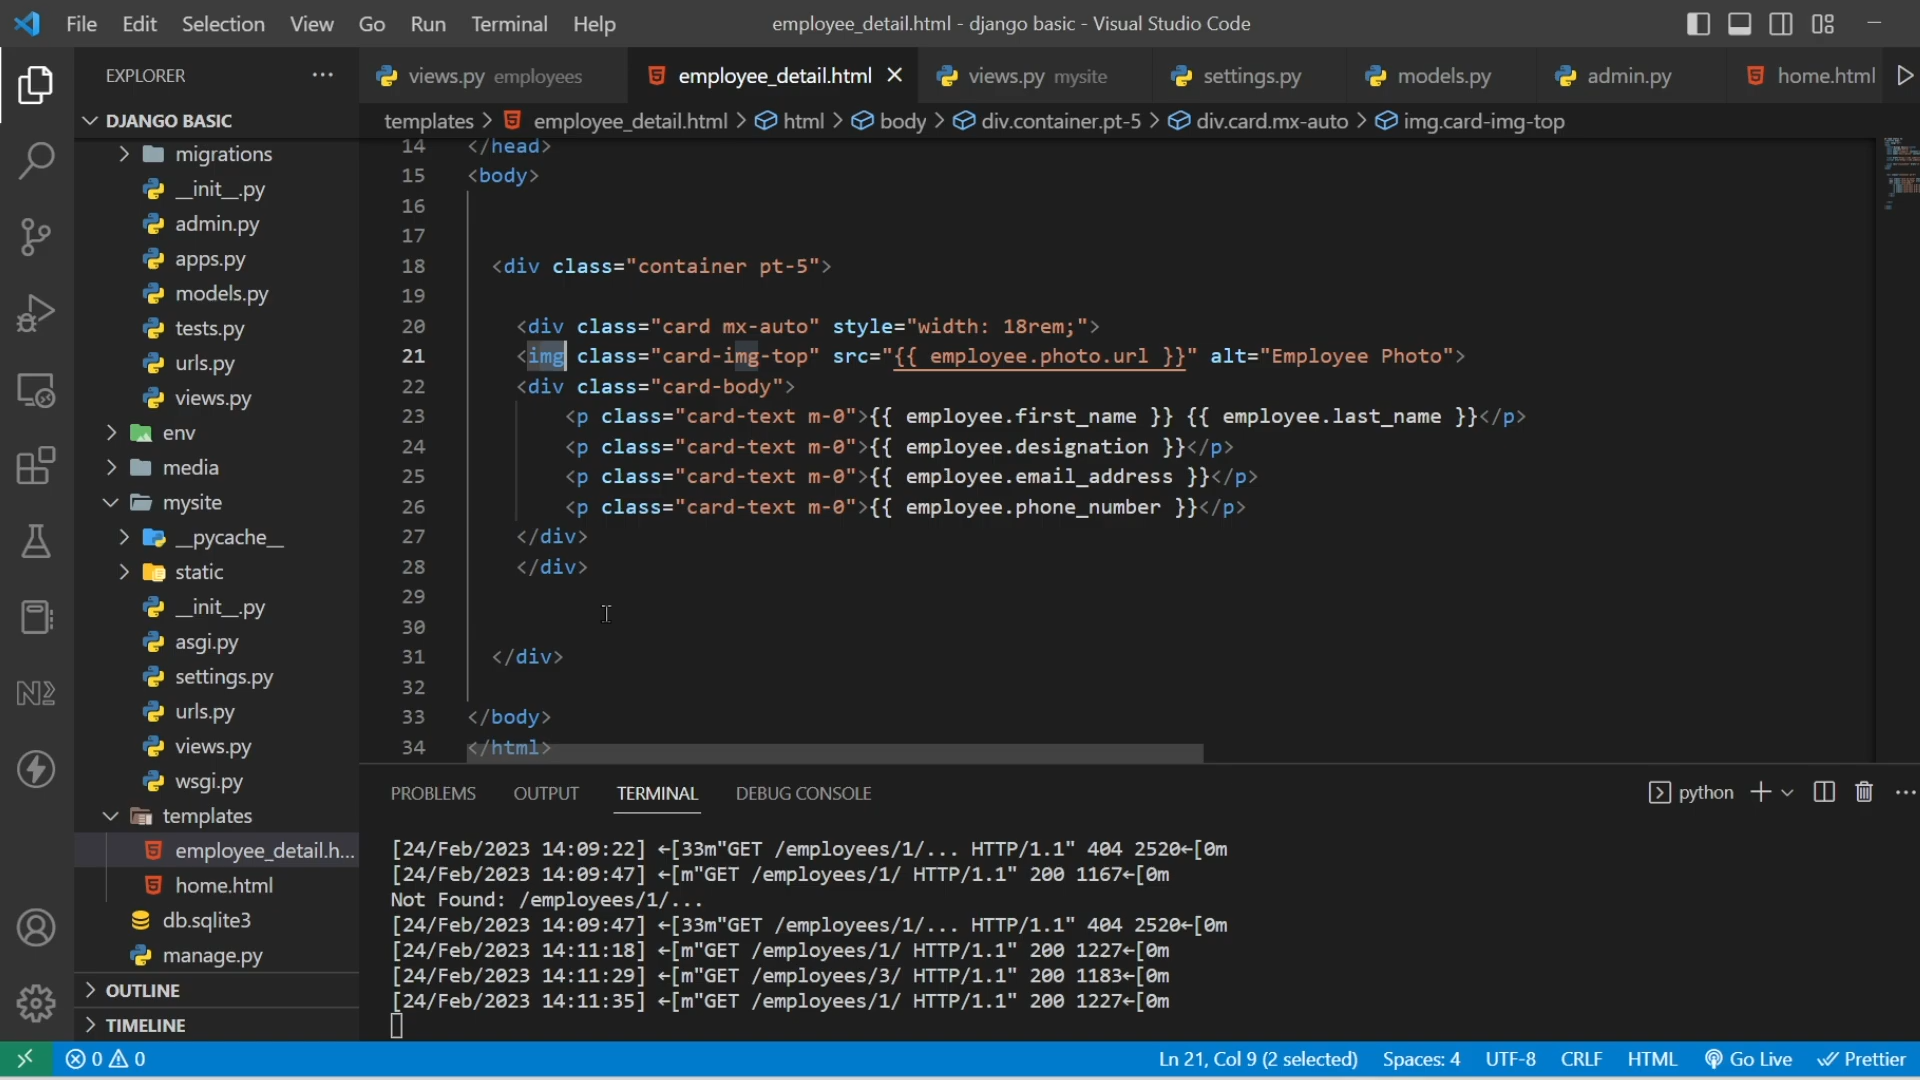 File Edit Selection View Go Run Terminal Help
employee_detail.html - django basic - Visual Studio Code
EXPLORER
DJANGO BASIC
migrations
__init__.py
admin.py
apps.py
models.py
tests.py
urls.py
views.py
env
media
mysite
__pycache__
static
__init__.py
asgi.py
settings.py
urls.py
views.py
wsgi.py
templates
employee_detail.h...
home.html
db.sqlite3
manage.py
OUTLINE
TIMELINE
views.py employees employee_detail.html views.py mysite settings.py models.py admin.py home.html
templates > employee_detail.html > html > body > div.container.pt-5 > div.card.mx-auto > img.card-img-top
14 </head>
15 <body>
16
17
18 <div class="container pt-5">
19
20 <div class="card mx-auto" style="width: 18rem;">
21 <img class="card-img-top" src="{{ employee.photo.url }}" alt="Employee Photo">
22 <div class="card-body">
23 <p class="card-text m-0">{{ employee.first_name }} {{ employee.last_name }}</p>
24 <p class="card-text m-0">{{ employee.designation }}</p>
25 <p class="card-text m-0">{{ employee.email_address }}</p>
26 <p class="card-text m-0">{{ employee.phone_number }}</p>
27 </div>
28 </div>
29
30
31 </div>
32
33 </body>
34 </html>
PROBLEMS OUTPUT TERMINAL DEBUG CONSOLE
python
[24/Feb/2023 14:09:22] ←[33m"GET /employees/1/... HTTP/1.1" 404 2520←[0m
[24/Feb/2023 14:09:47] ←[m"GET /employees/1/ HTTP/1.1" 200 1167←[0m
Not Found: /employees/1/...
[24/Feb/2023 14:09:47] ←[33m"GET /employees/1/... HTTP/1.1" 404 2520←[0m
[24/Feb/2023 14:11:18] ←[m"GET /employees/1/ HTTP/1.1" 200 1227←[0m
[24/Feb/2023 14:11:29] ←[m"GET /employees/3/ HTTP/1.1" 200 1183←[0m
[24/Feb/2023 14:11:35] ←[m"GET /employees/1/ HTTP/1.1" 200 1227←[0m
0 0
Ln 21, Col 9 (2 selected) Spaces: 4 UTF-8 CRLF HTML Go Live Prettier